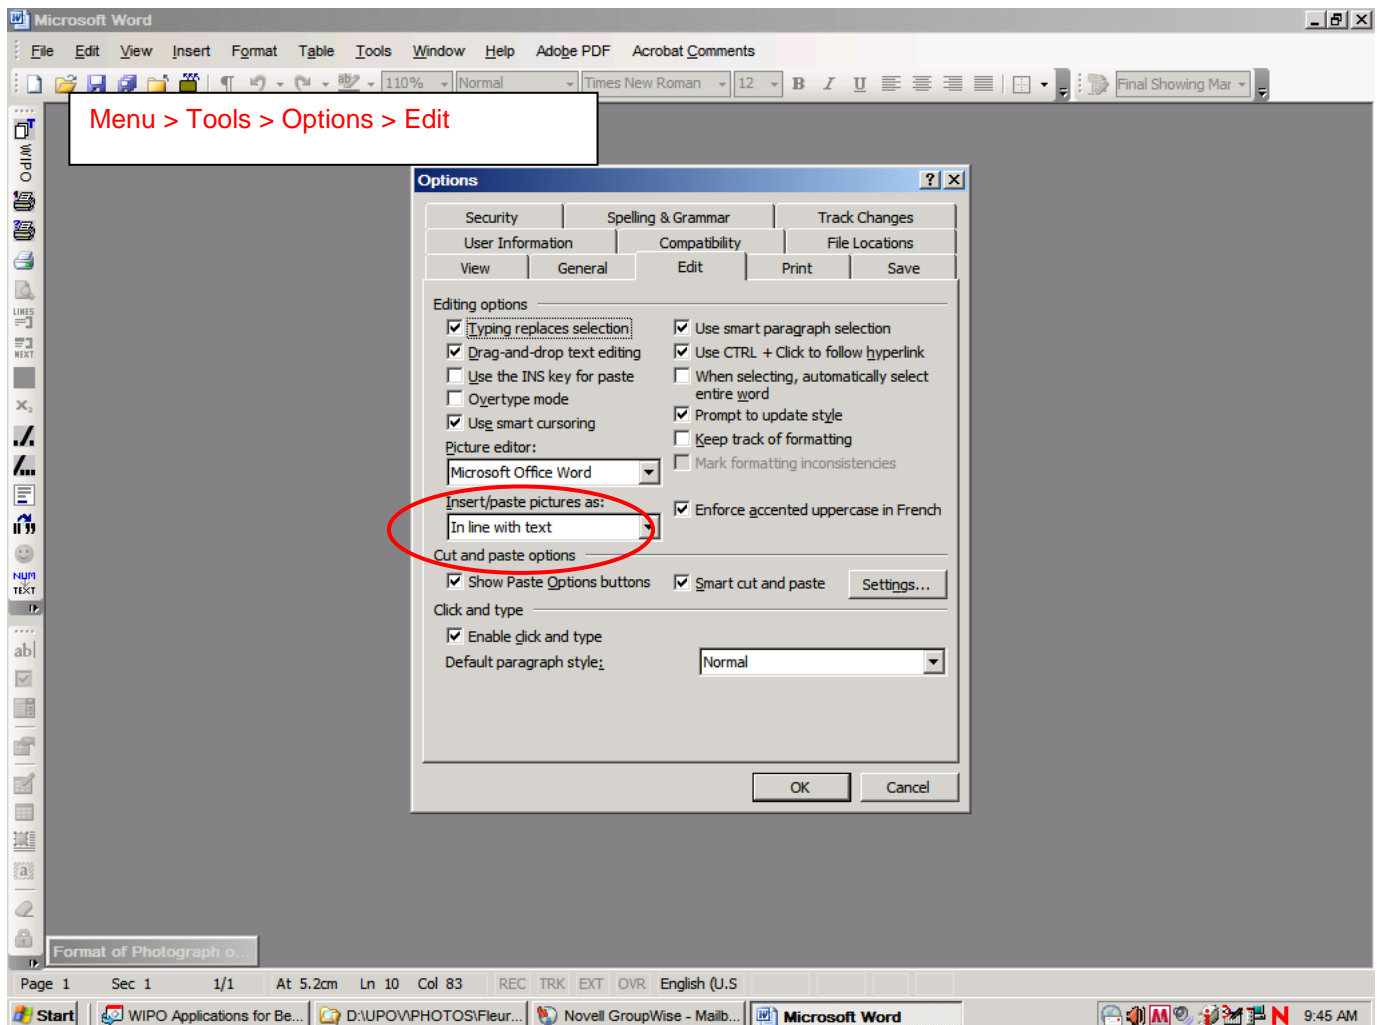 Microsoft Word
File Edit View Insert Format Table Tools Window Help Adobe PDF Acrobat Comments
110% Normal Times New Roman 12 B I U Final Showing Mar
Menu > Tools > Options > Edit
WIPO
LINES
NEXT
NUM
TEXT
ab
a
Options
Security Spelling & Grammar Track Changes
User Information Compatibility File Locations
View General Edit Print Save
Editing options
Typing replaces selection
Drag-and-drop text editing
Use the INS key for paste
Overtype mode
Use smart cursoring
Picture editor:
Microsoft Office Word
Insert/paste pictures as:
In line with text
Use smart paragraph selection
Use CTRL + Click to follow hyperlink
When selecting, automatically select
entire word
Prompt to update style
Keep track of formatting
Mark formatting inconsistencies
Enforce accented uppercase in French
Cut and paste options
Show Paste Options buttons
Smart cut and paste
Settings...
Click and type
Enable click and type
Default paragraph style:
Normal
OK Cancel
Format of Photograph o...
Page 1 Sec 1 1/1 At 5.2cm Ln 10 Col 83 REC TRK EXT OVR English (U.S
Start WIPO Applications for Be... D:\UPOV\PHOTOS\Fleur... Novell GroupWise - Mailb... Microsoft Word 9:45 AM